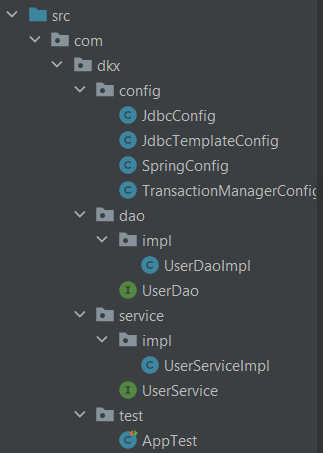 src
com
dkx
config
C JdbcConfig
C JdbcTemplateConfig
C SpringConfig
C TransactionManagerConfig
dao
impl
C UserDaoImpl
I UserDao
service
impl
C UserServiceImpl
I UserService
test
C AppTest